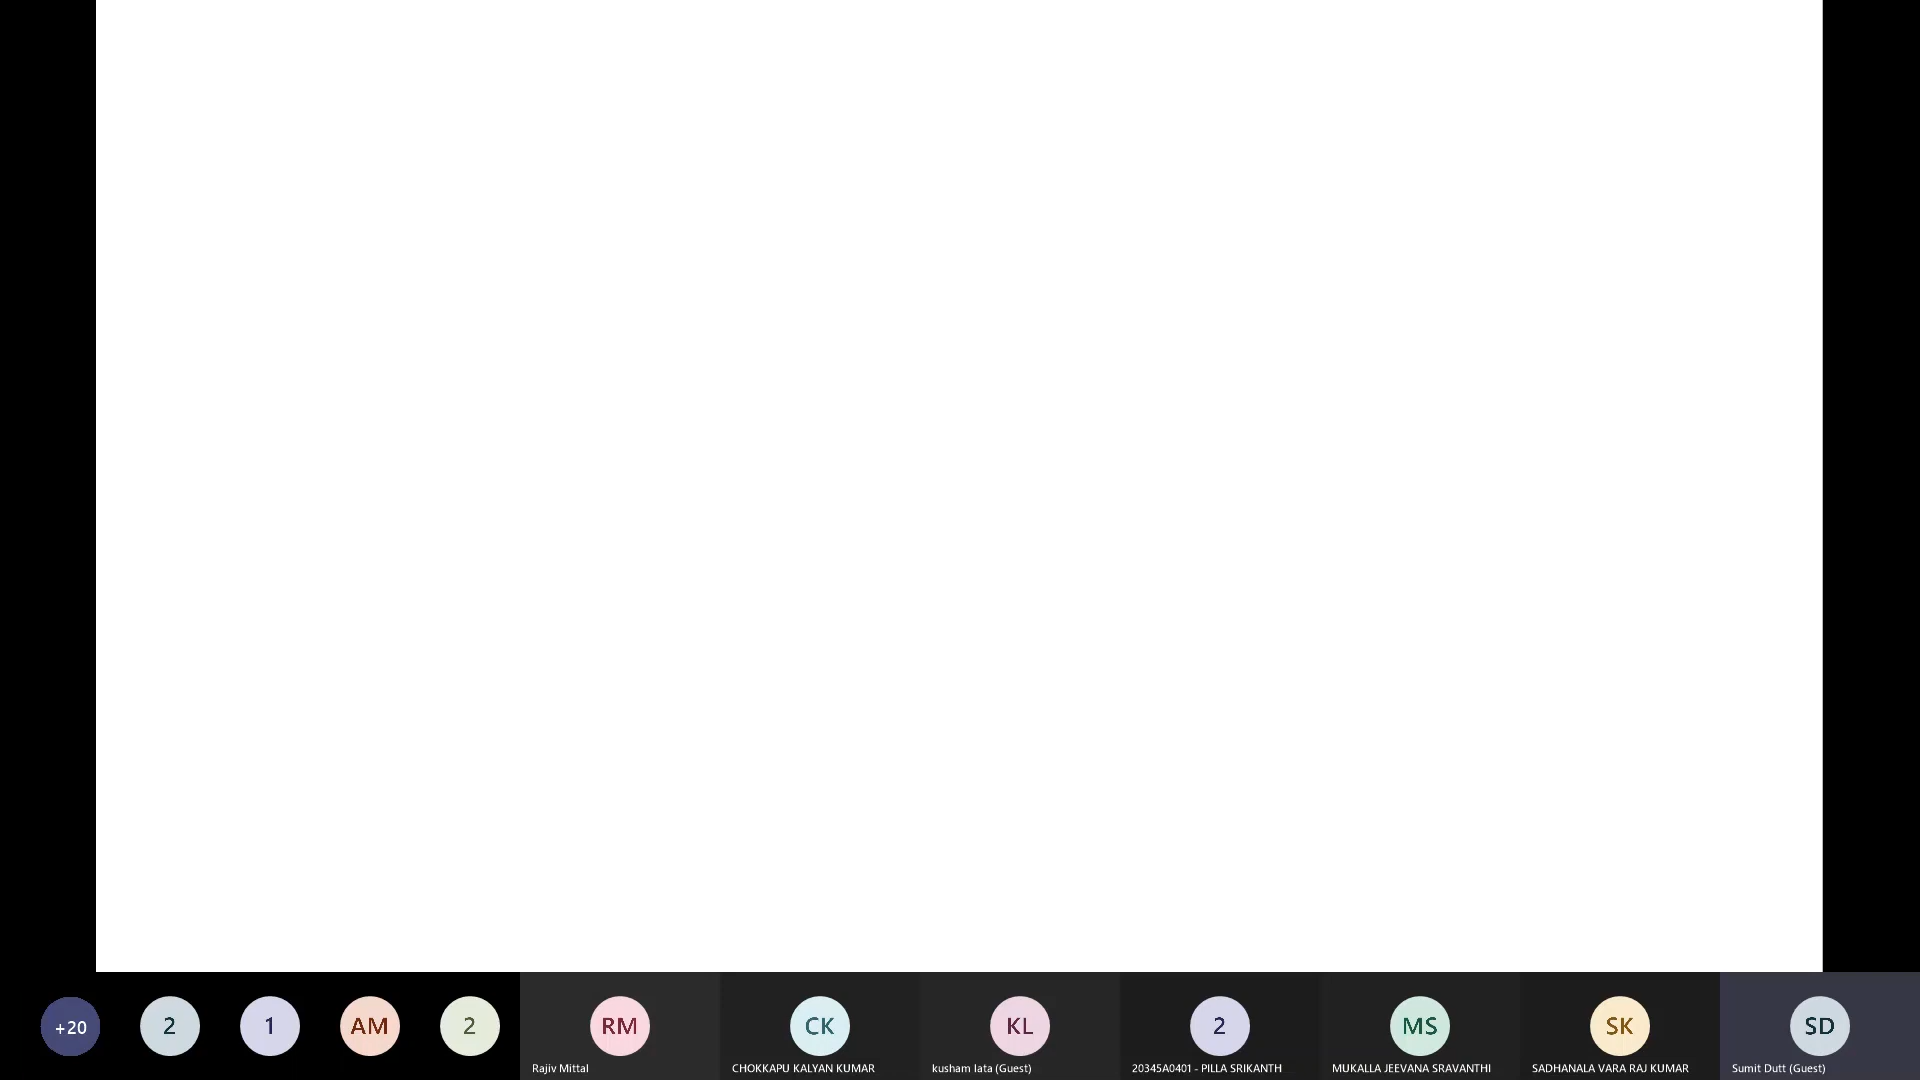 +20
2
1
AM
2
RM
CK
KL
2
MS
SK
SD
Rajiv Mittal
CHOKKAPU KALYAN KUMAR
kusham lata (Guest)
20345A0401 - PILLA SRIKANTH
MUKALLA JEEVANA SRAVANTHI
SADHANALA VARA RAJ KUMAR
Sumit Dutt (Guest)